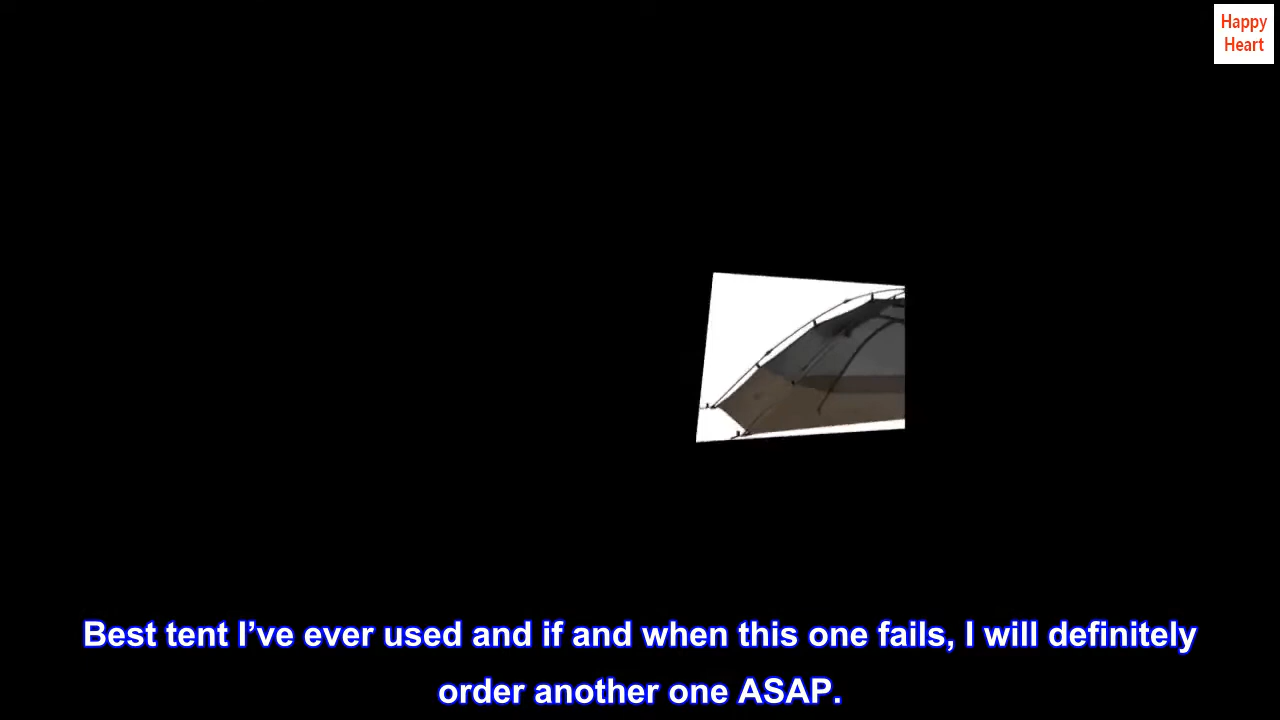 Happy
Heart
Best tent I’ve ever used and if and when this one fails, I will definitely
order another one ASAP.